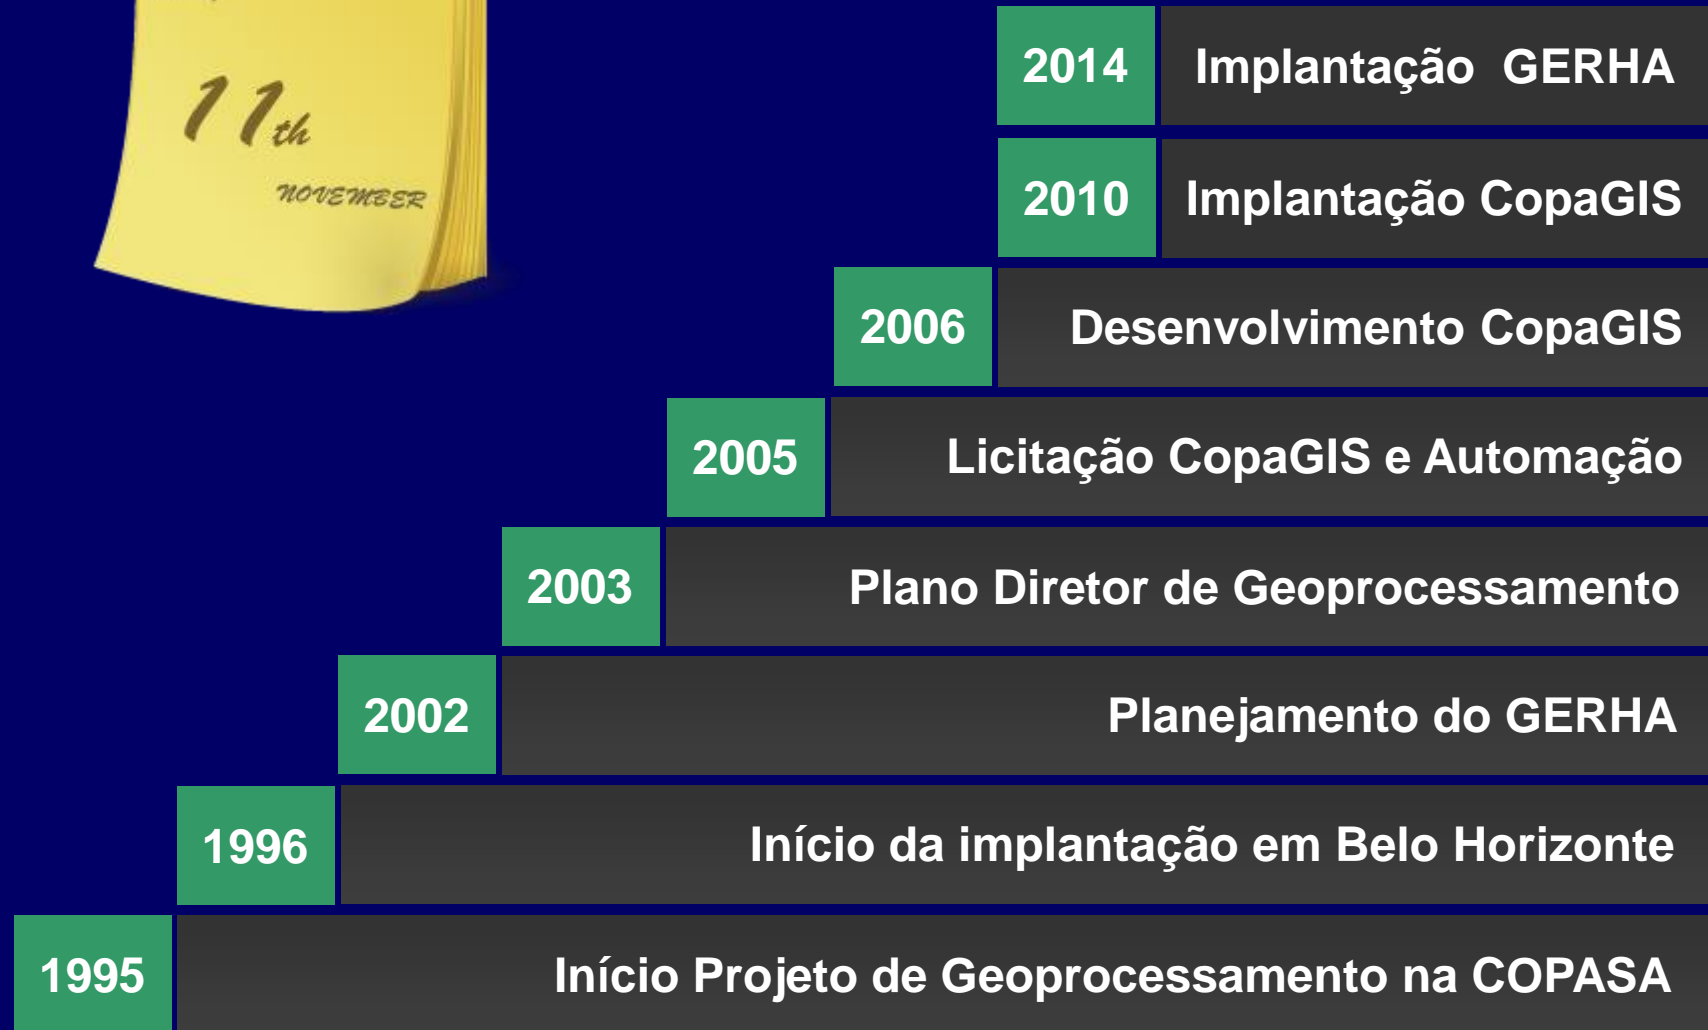 11th
NOVEMBER
2014 Implantação GERHA
2010 Implantação CopaGIS
2006 Desenvolvimento CopaGIS
2005 Licitação CopaGIS e Automação
2003 Plano Diretor de Geoprocessamento
2002 Planejamento do GERHA
1996 Início da implantação em Belo Horizonte
1995 Início Projeto de Geoprocessamento na COPASA